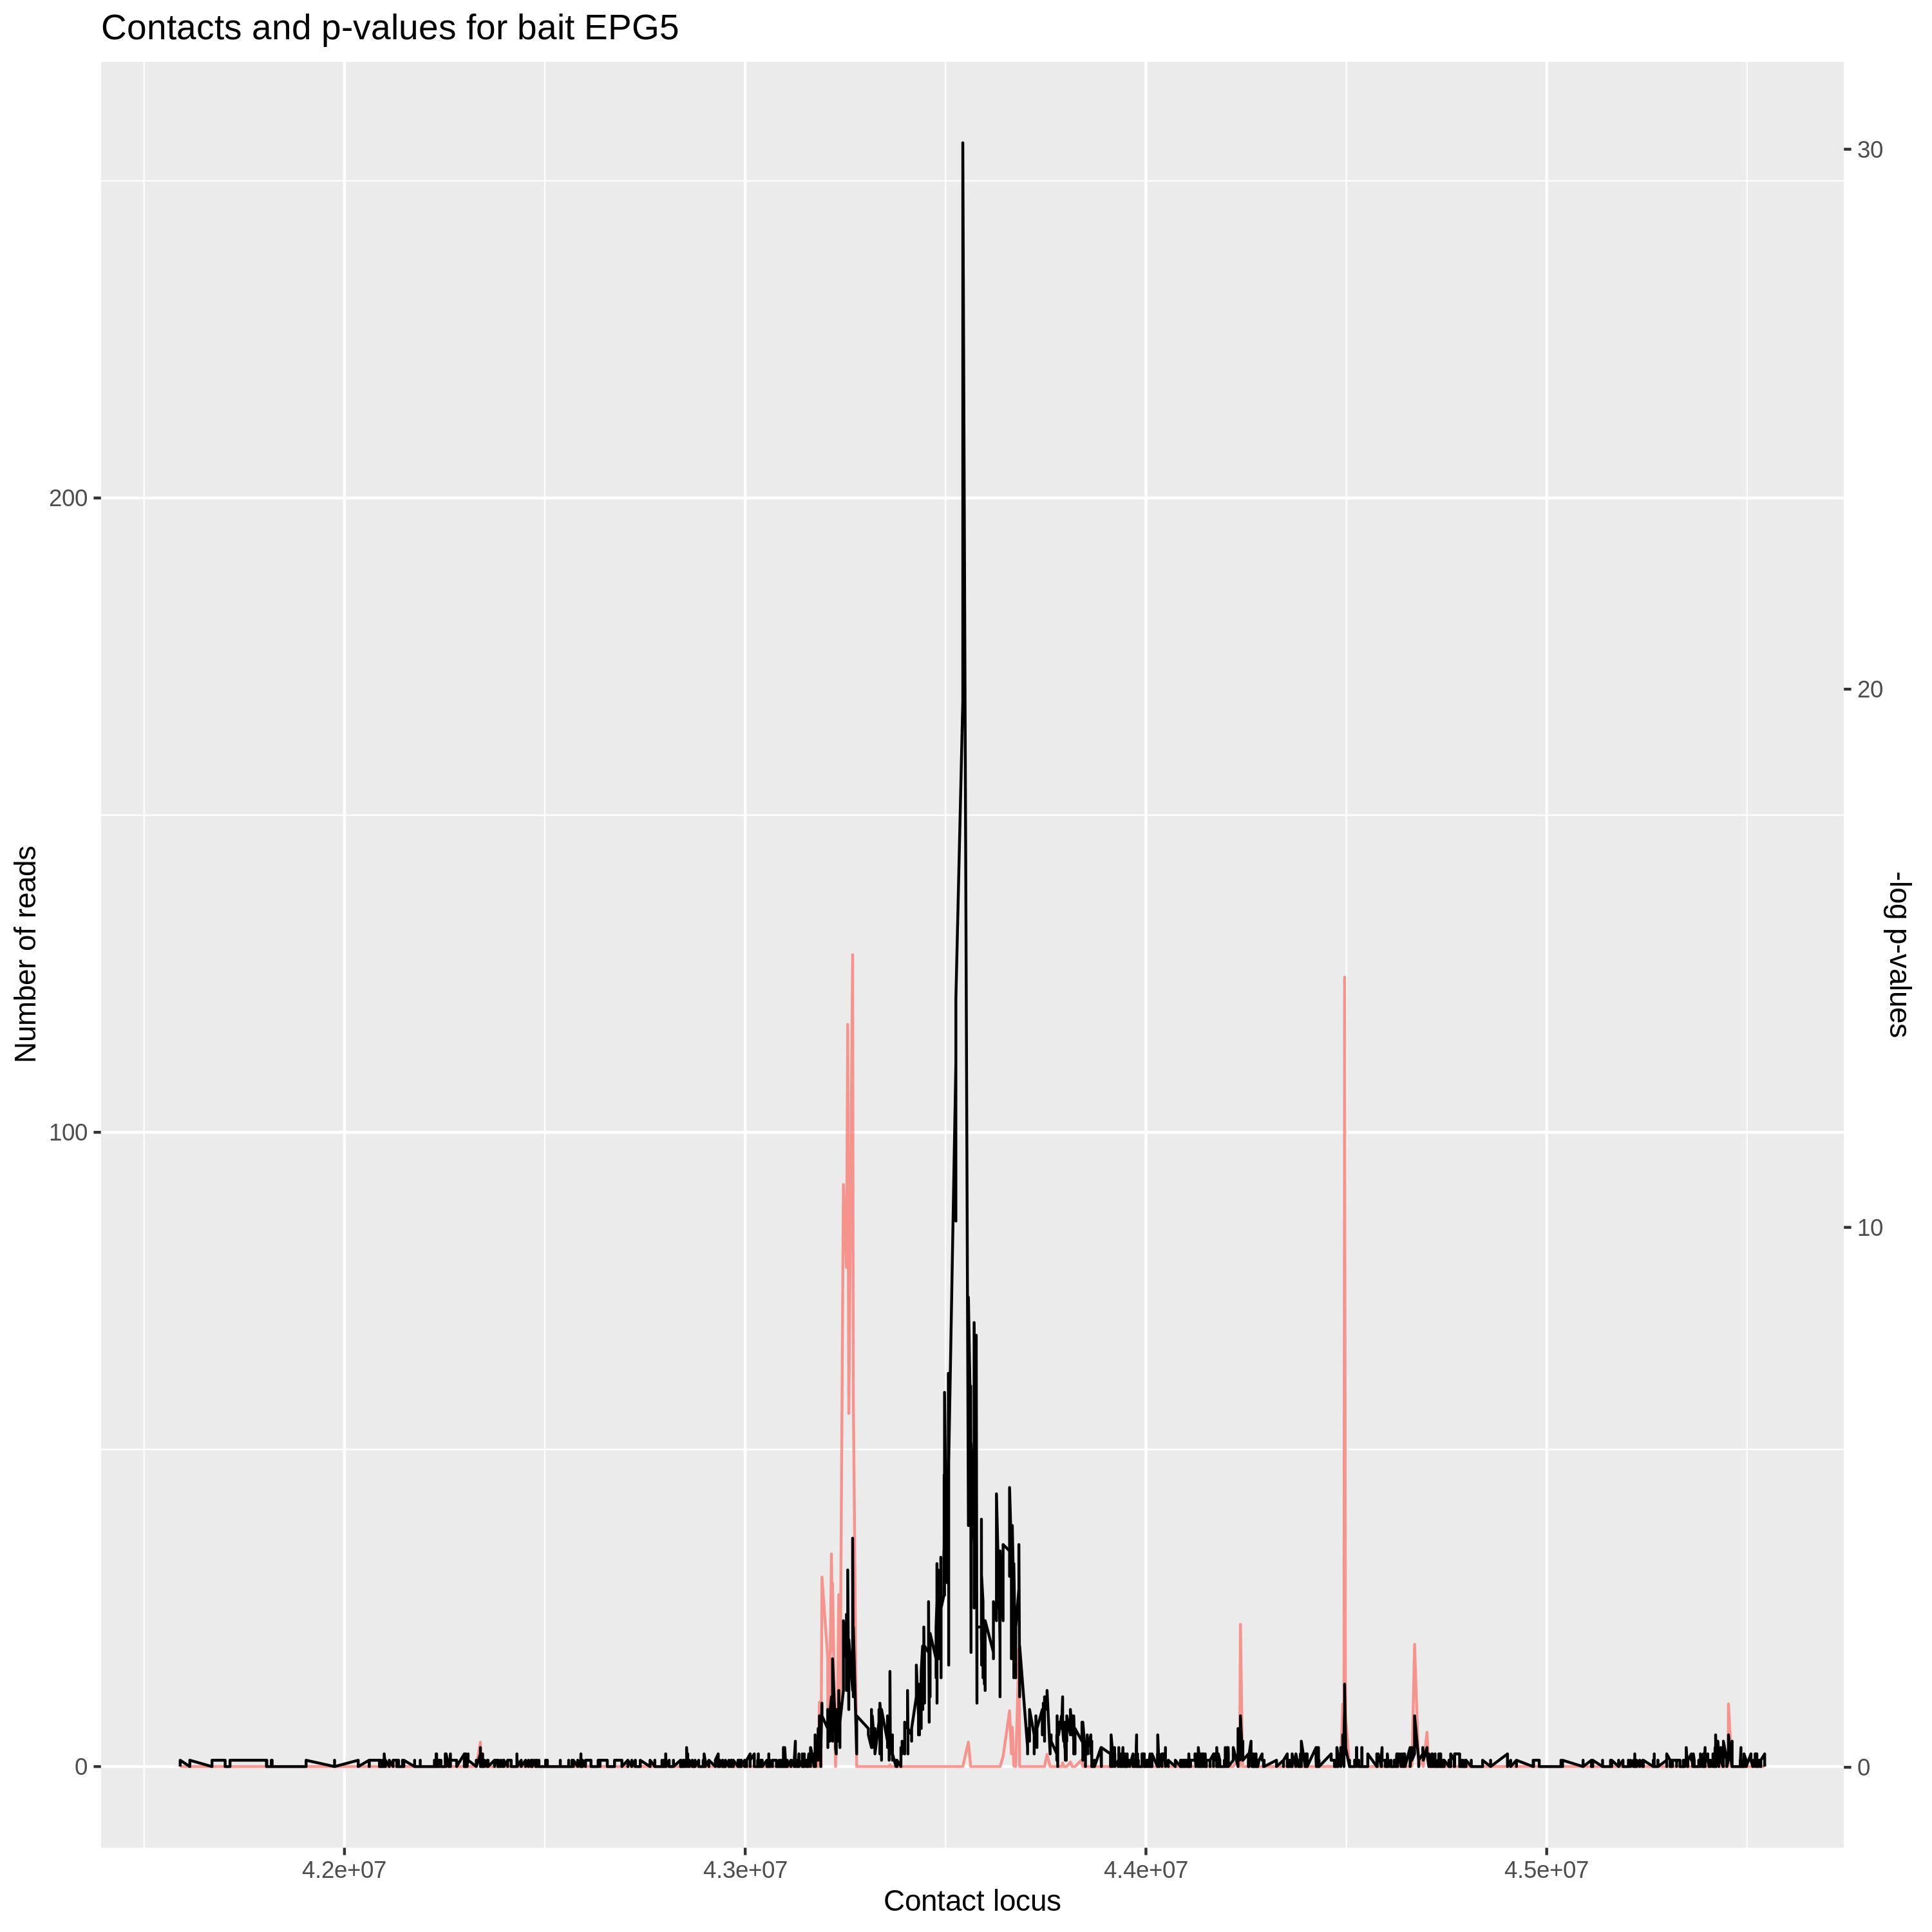 Contacts and p-values for bait EPG5
Number of reads
200
100
0
30
20
10
0
-log p-values
4.2e+07
4.3e+07
4.4e+07
4.5e+07
Contact locus